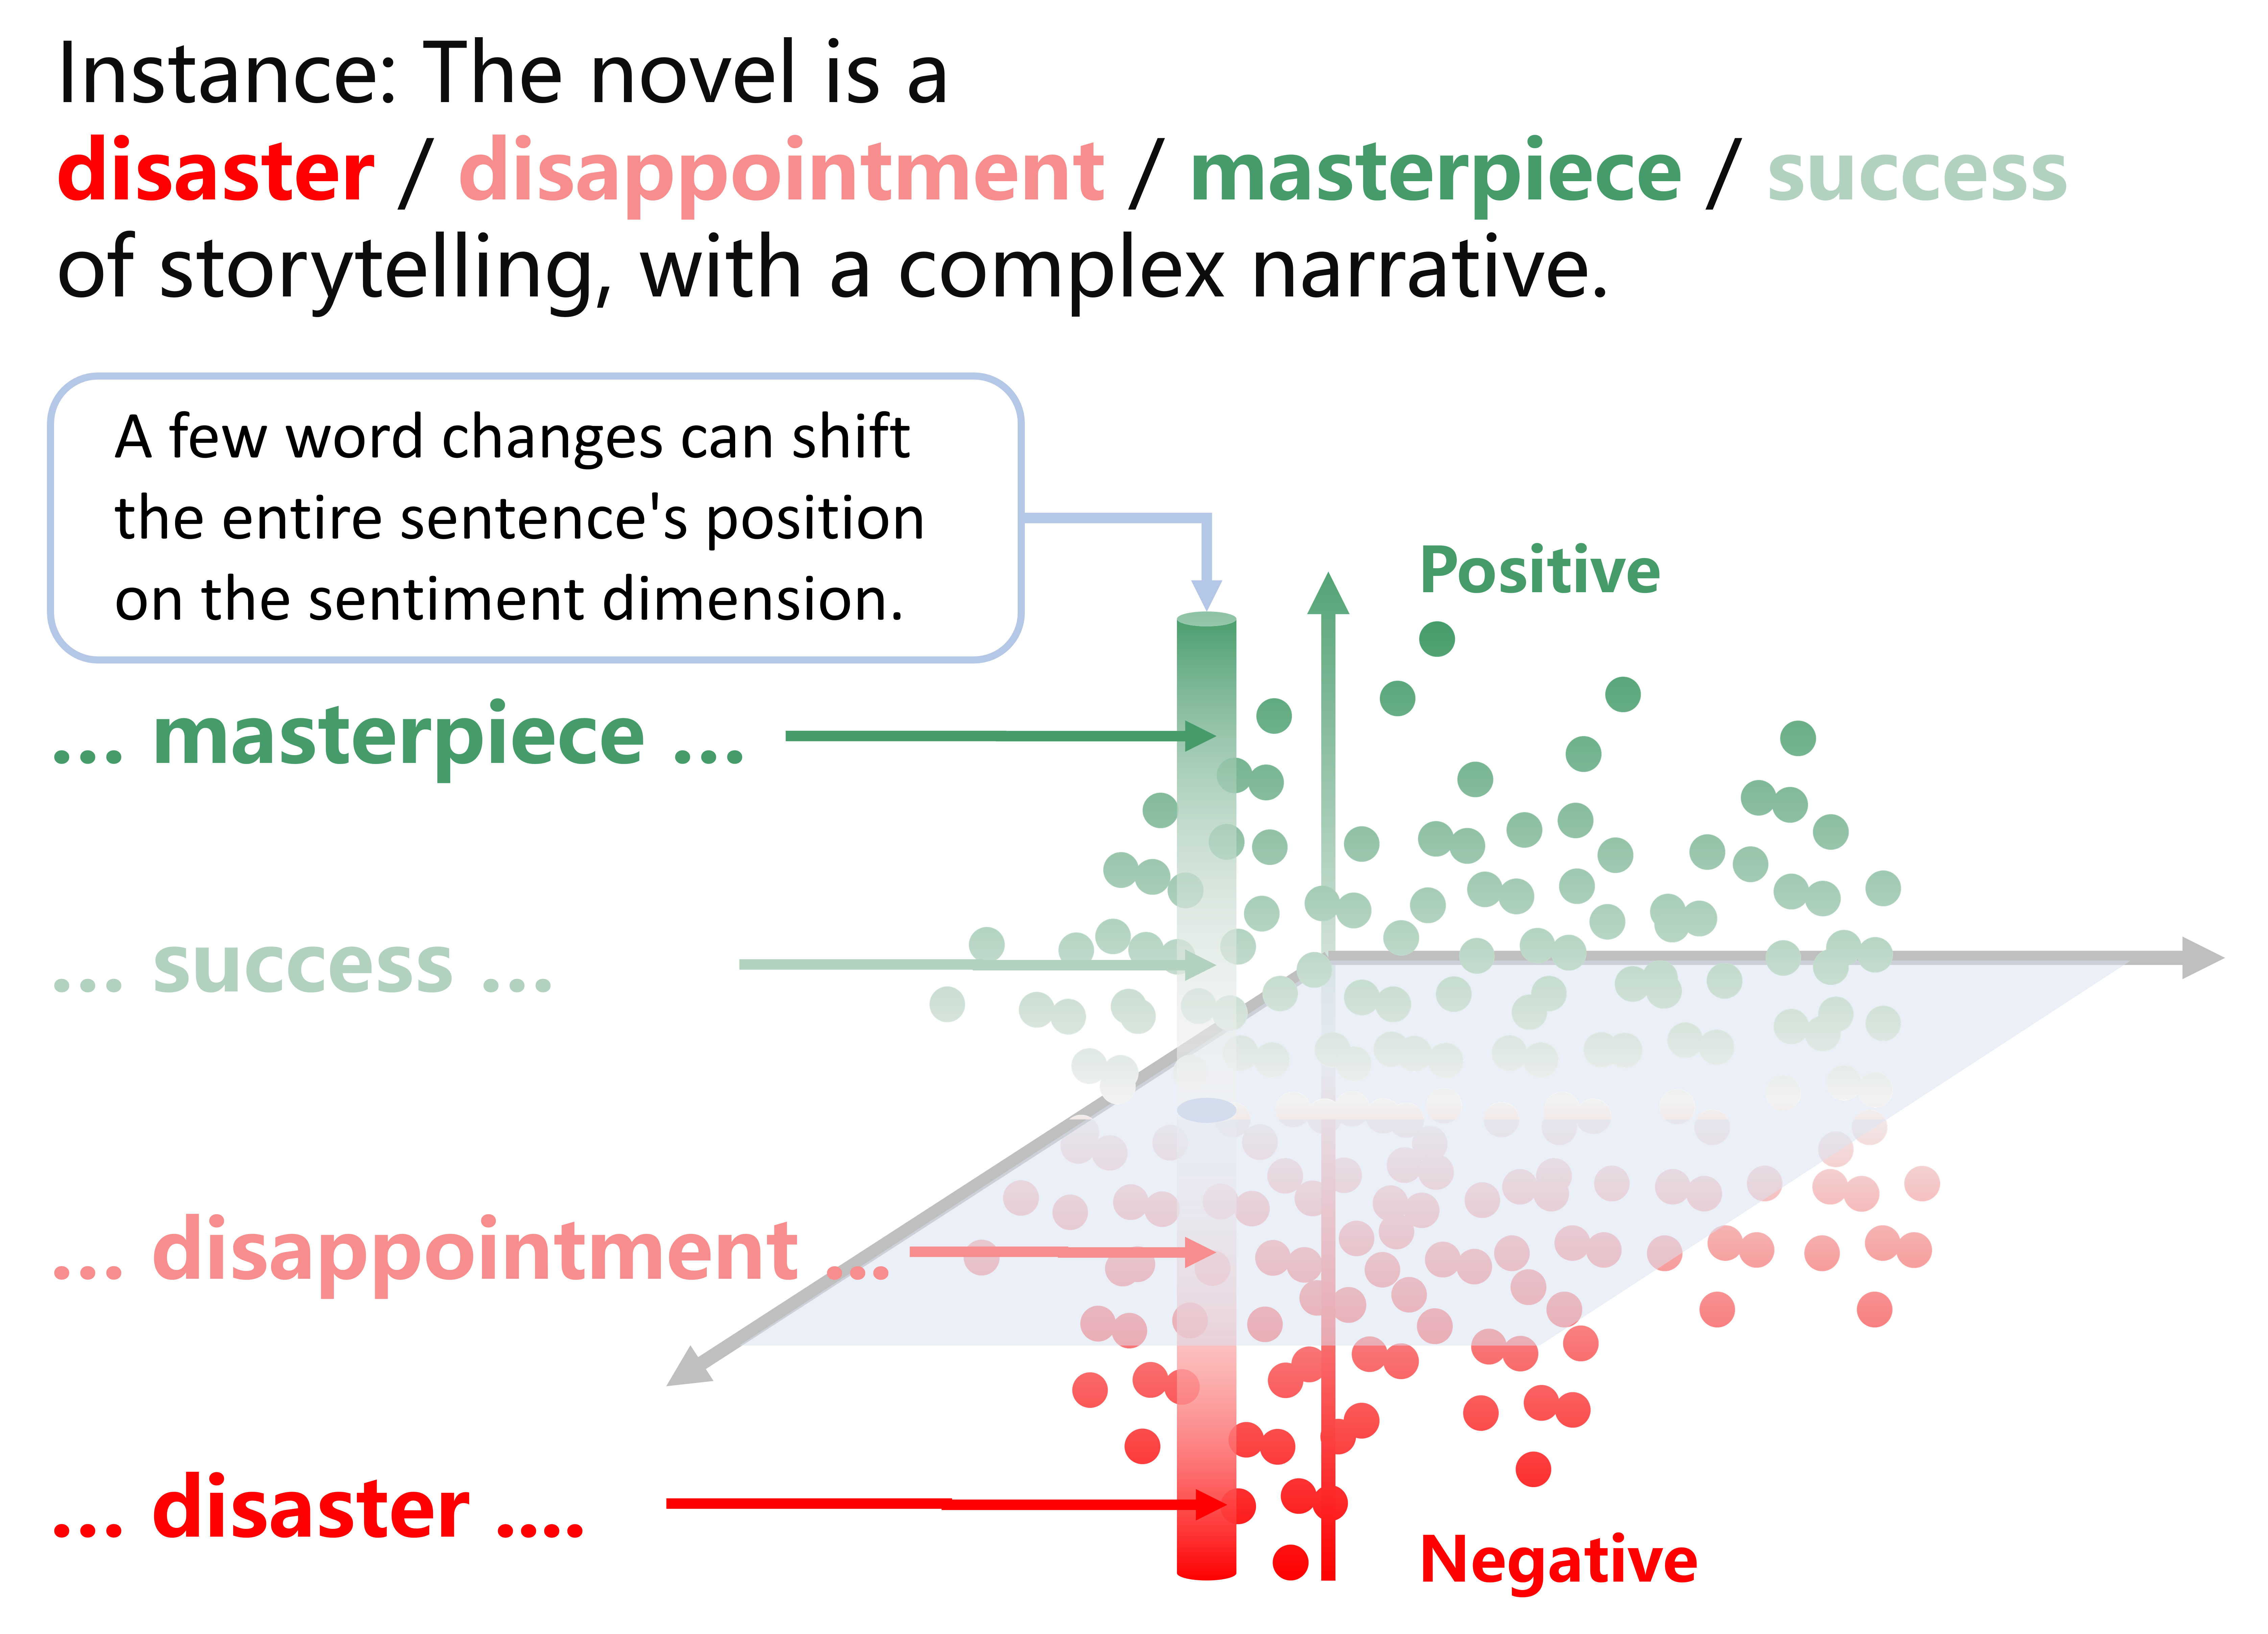 Instance: The novel is a
disaster / disappointment / masterpiece / success
of storytelling, with a complex narrative.
A few word changes can shift
the entire sentence's position
on the sentiment dimension.
Positive
... masterpiece ...
... success ...
... disappointment ...
... disaster ....
Negative